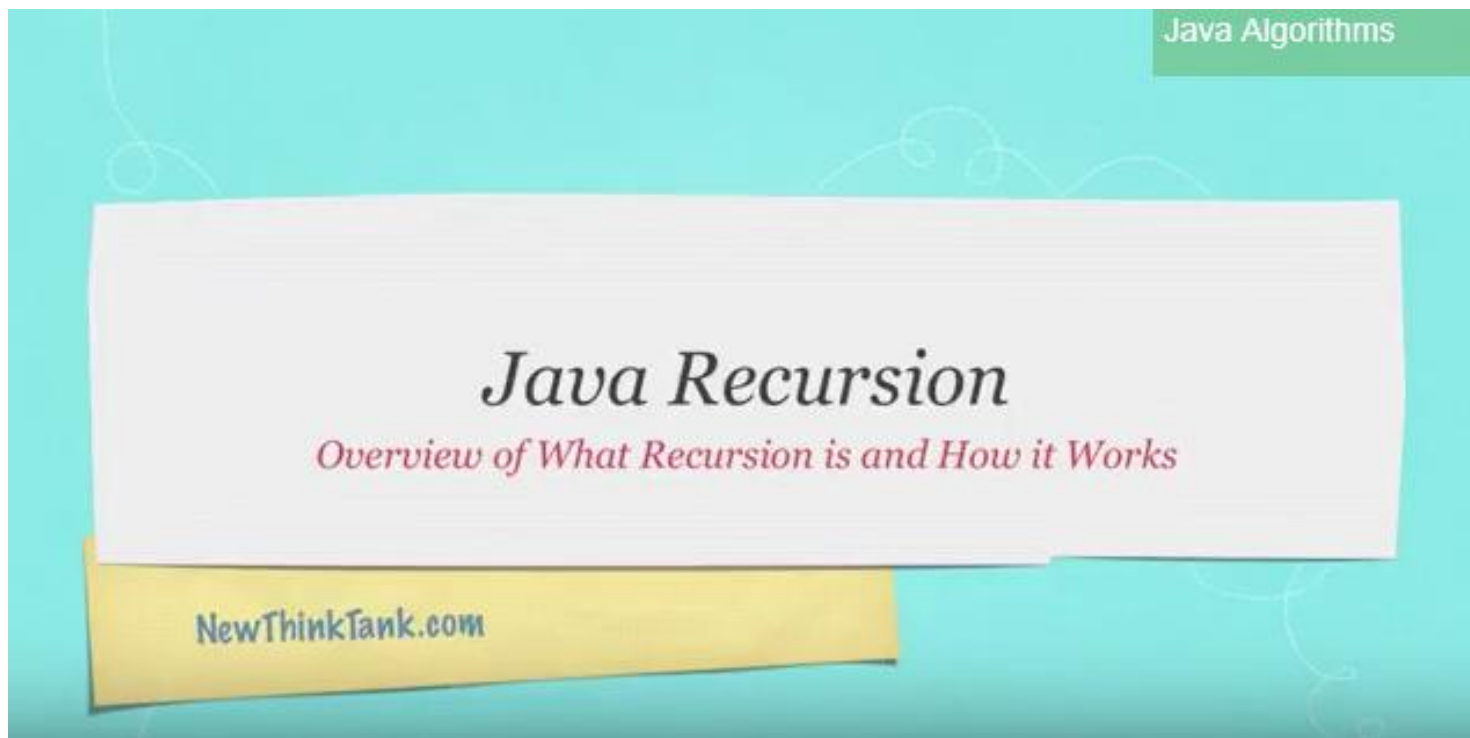 Java Algorithms
Java Recursion
Overview of What Recursion is and How it Works
NewThinkTank.com